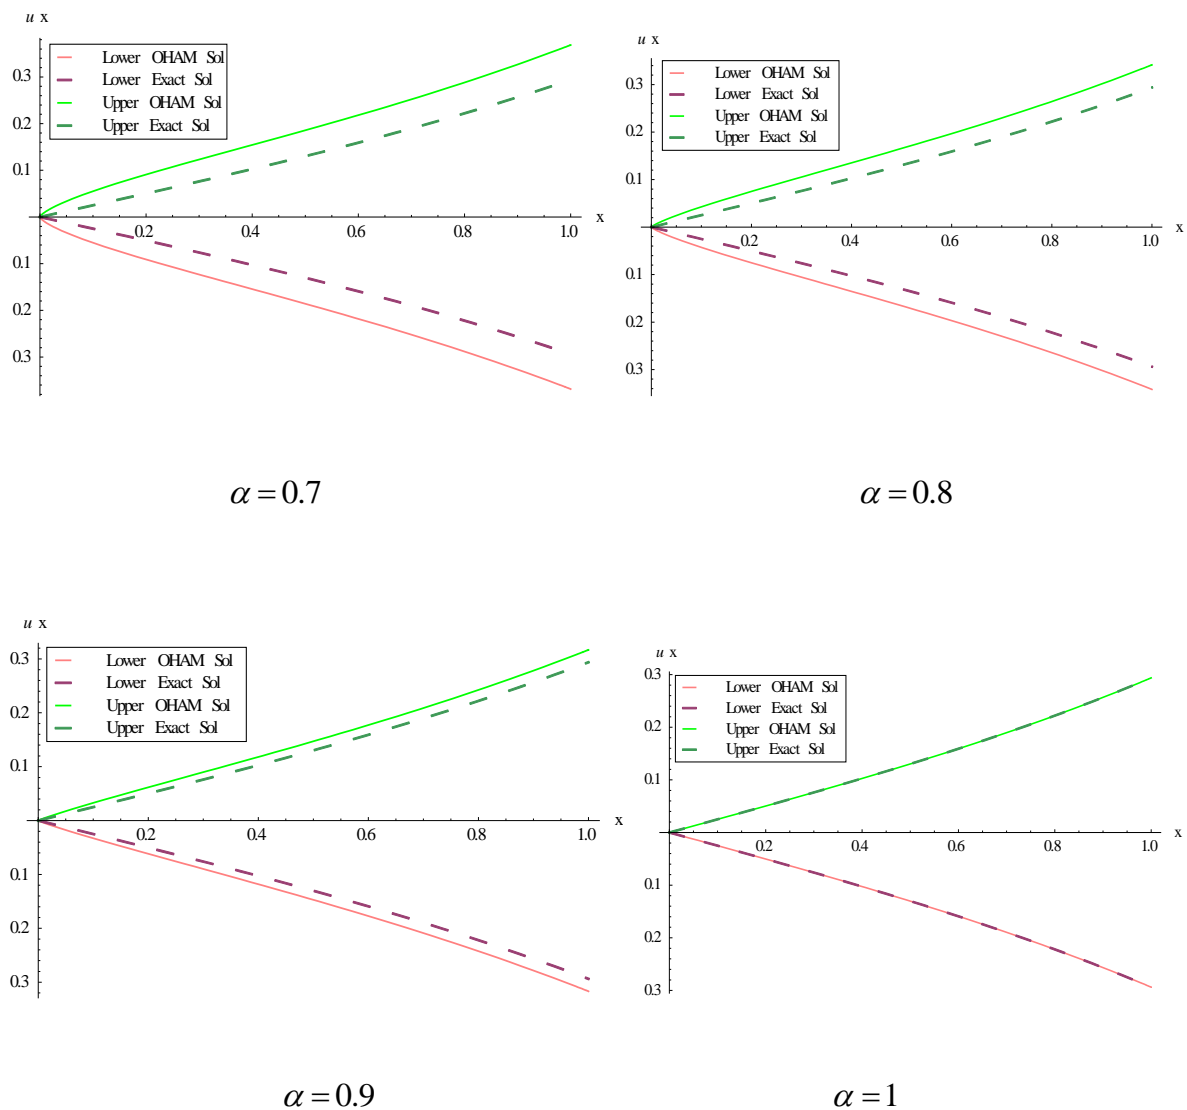 u x
0.3
0.2
0.1
0.1
0.2
0.3
0.2 0.4 0.6 0.8 1.0
x
Lower OHAM Sol
Lower Exact Sol
Upper OHAM Sol
Upper Exact Sol
α = 0.7
u x
0.3
0.2
0.1
0.1
0.2
0.3
0.2 0.4 0.6 0.8 1.0
x
Lower OHAM Sol
Lower Exact Sol
Upper OHAM Sol
Upper Exact Sol
α = 0.8
u x
0.3
0.2
0.1
0.1
0.2
0.3
0.2 0.4 0.6 0.8 1.0
x
Lower OHAM Sol
Lower Exact Sol
Upper OHAM Sol
Upper Exact Sol
α = 0.9
u x
0.3
0.2
0.1
0.1
0.2
0.3
0.2 0.4 0.6 0.8 1.0
x
Lower OHAM Sol
Lower Exact Sol
Upper OHAM Sol
Upper Exact Sol
α = 1